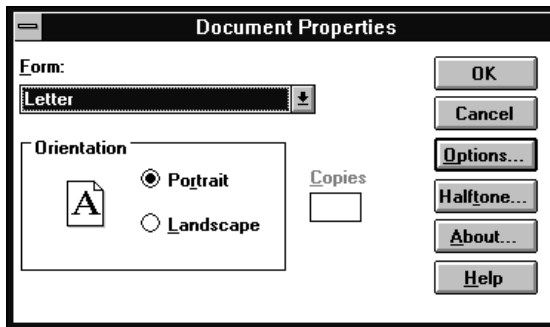 Document Properties
Form:
Letter
Orientation
A
Portrait
Landscape
Copies
OK
Cancel
Options...
Halftone...
About...
Help